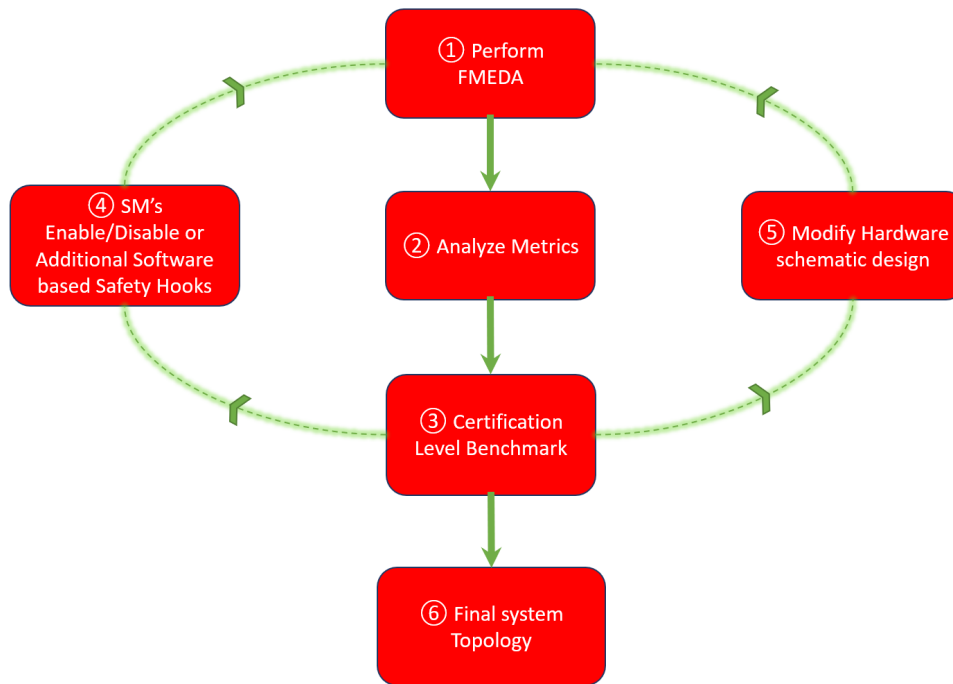 ① Perform
FMEDA
② Analyze Metrics
③ Certification
Level Benchmark
④ SM's
Enable/Disable or
Additional Software
based Safety Hooks
⑤ Modify Hardware
schematic design
⑥ Final system
Topology